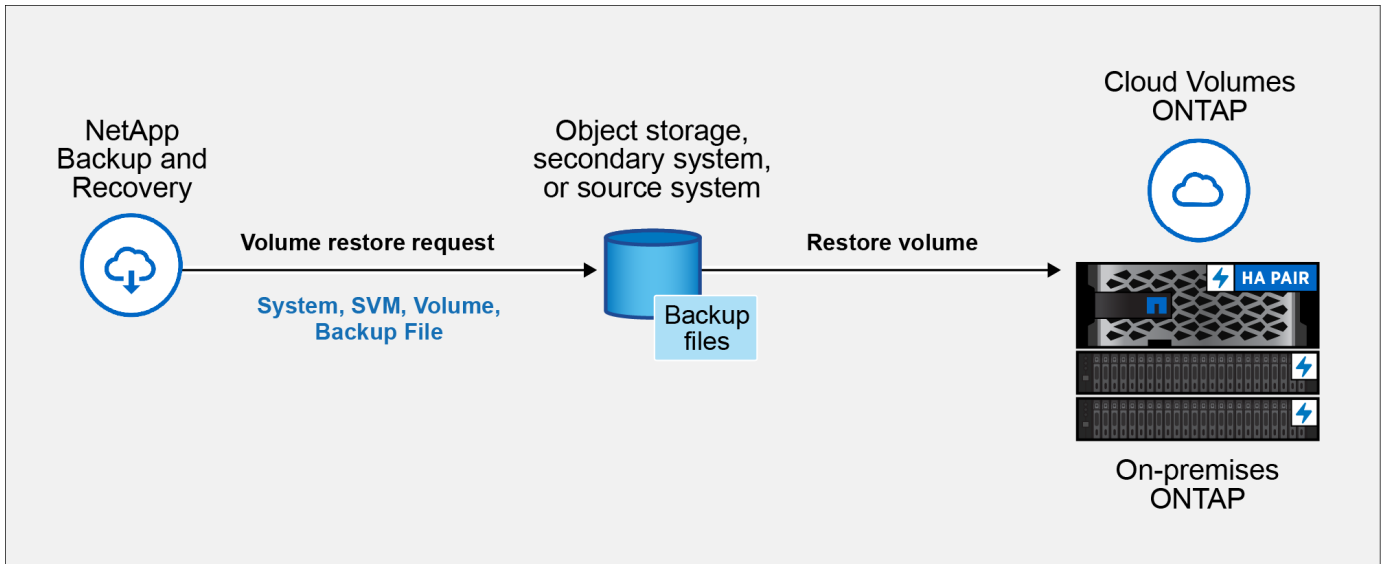 NetApp
Backup and
Recovery
Volume restore request
System, SVM, Volume,
Backup File
Object storage,
secondary system,
or source system
Backup
files
Restore volume
Cloud Volumes
ONTAP
HA PAIR
On-premises
ONTAP